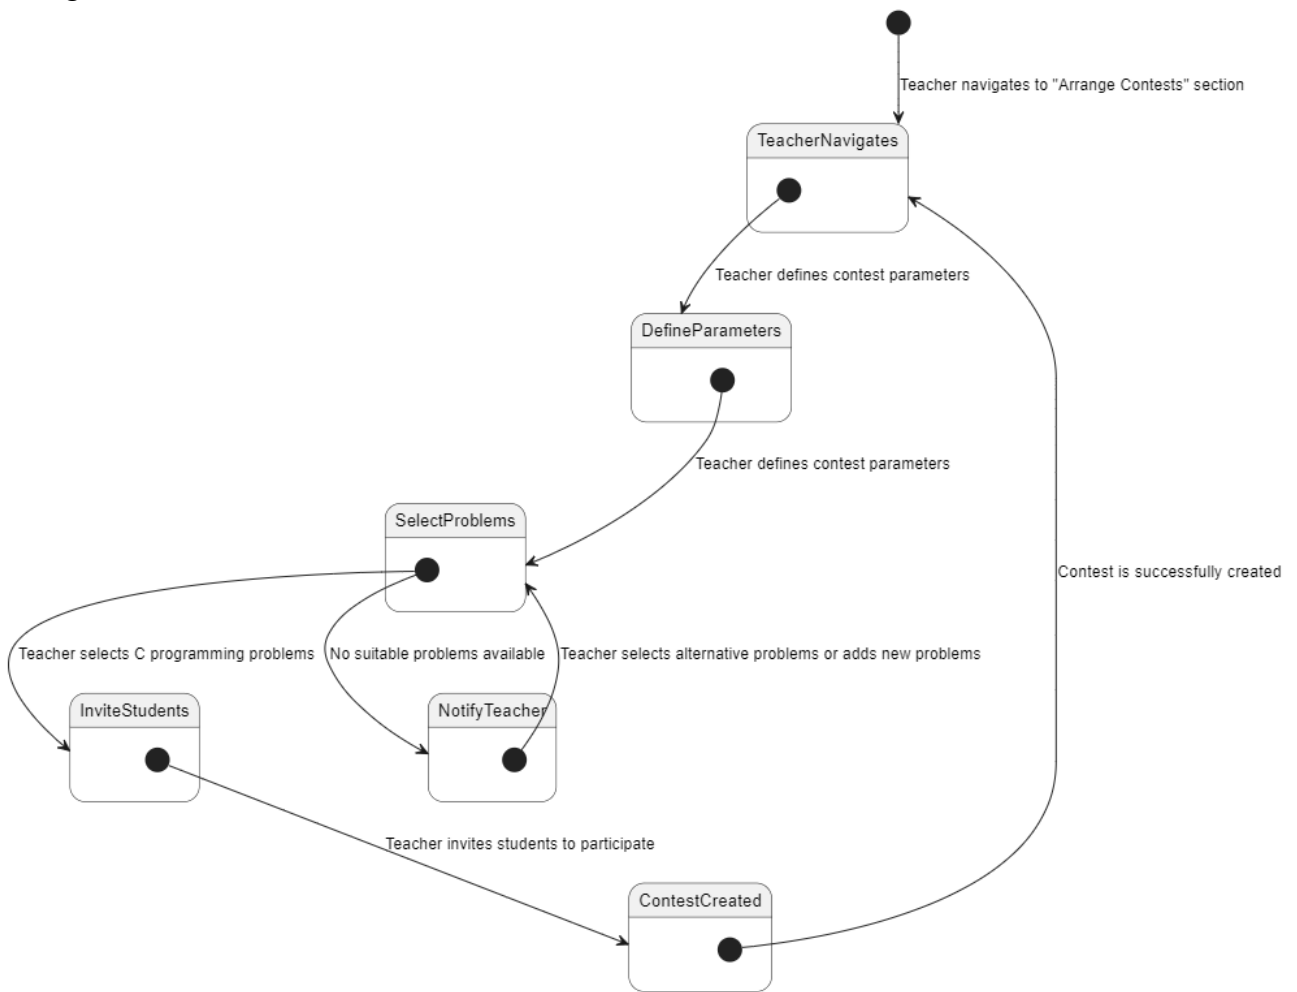 Teacher navigates to "Arrange Contests" section
TeacherNavigates
Teacher defines contest parameters
DefineParameters
Teacher defines contest parameters
SelectProblems
Contest is successfully created
Teacher selects C programming problems
No suitable problems available
Teacher selects alternative problems or adds new problems
InviteStudents
NotifyTeacher
Teacher invites students to participate
ContestCreated